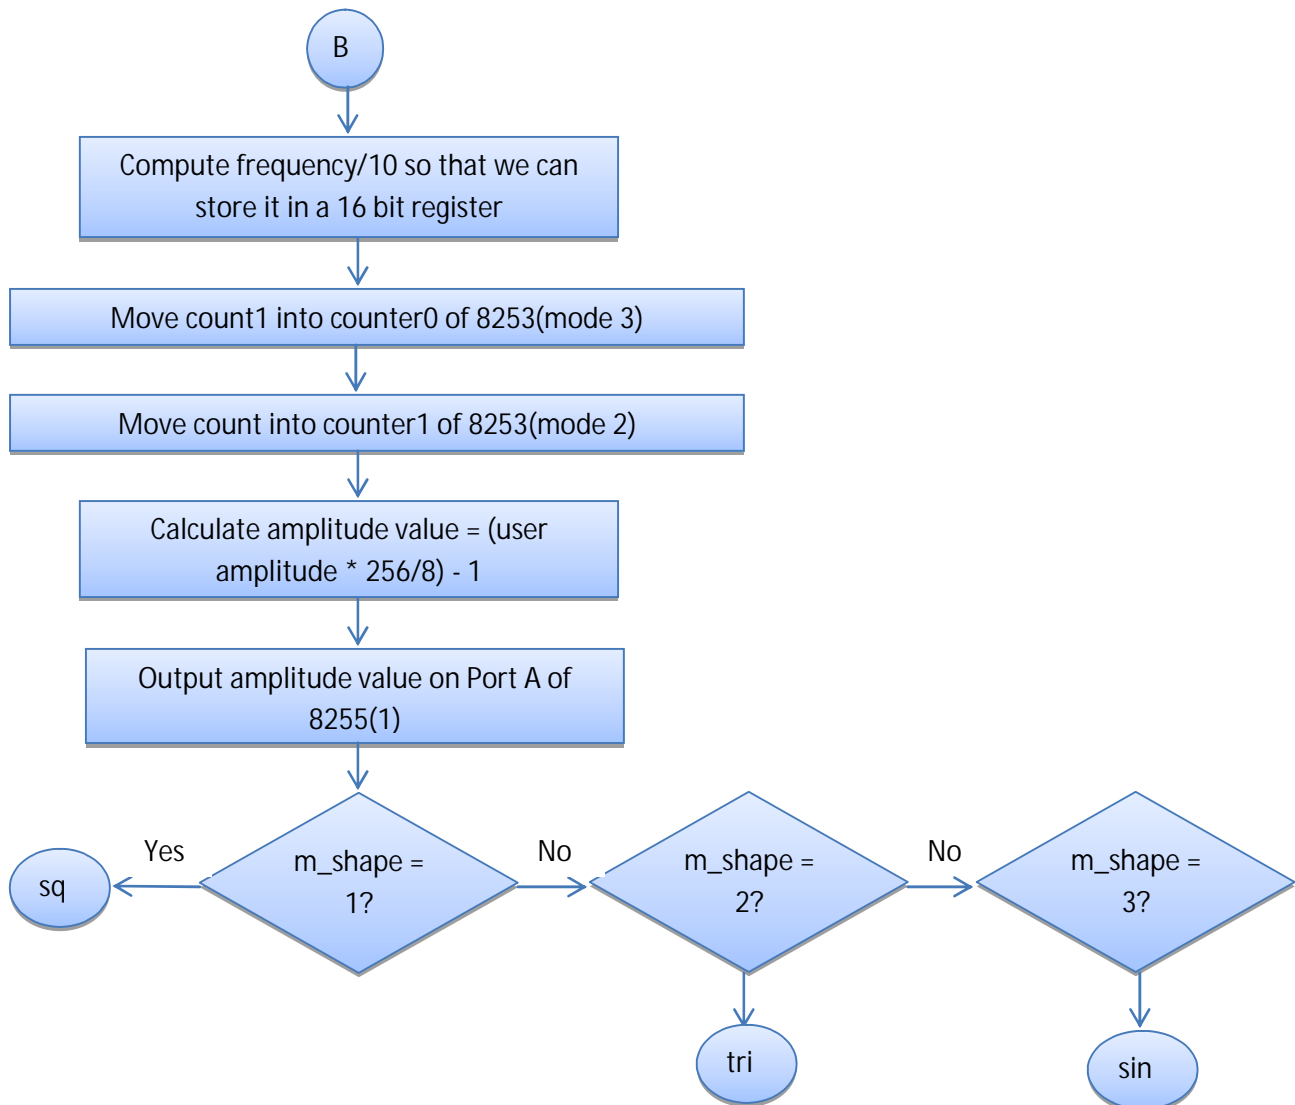 B
Compute frequency/10 so that we can
store it in a 16 bit register
Move count1 into counter0 of 8253(mode 3)
Move count into counter1 of 8253(mode 2)
Calculate amplitude value = (user
amplitude * 256/8) - 1
Output amplitude value on Port A of
8255(1)
Yes
No
No
sq
m_shape =
1?
m_shape =
2?
m_shape =
3?
tri
sin